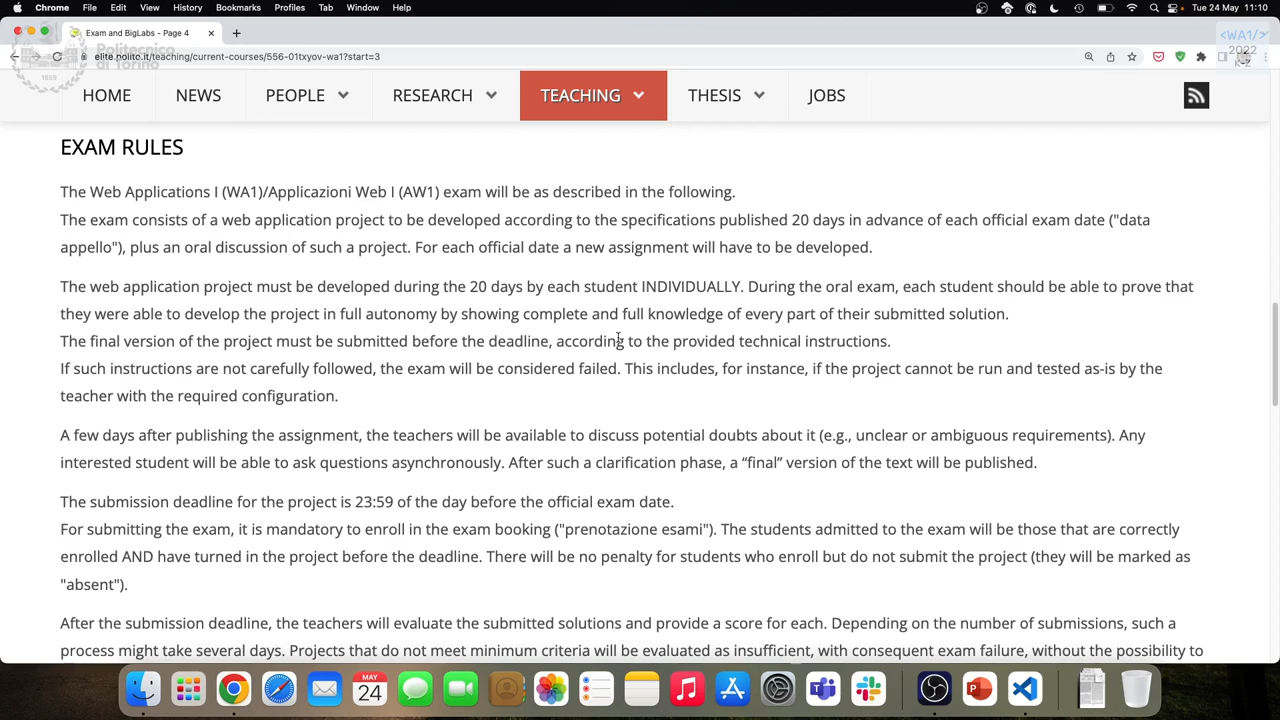 Chrome File Edit View History Bookmarks Profiles Tab Window Help Tue 24 May 11:10
Exam and BigLabs - Page 4
elite.polito.it/teaching/current-courses/556-01txyov-wa1?start=3
Politecnico
di Torino
1859
<WA1/>
2022
HOME NEWS PEOPLE RESEARCH TEACHING THESIS JOBS
EXAM RULES
The Web Applications I (WA1)/Applicazioni Web I (AW1) exam will be as described in the following.
The exam consists of a web application project to be developed according to the specifications published 20 days in advance of each official exam date ("data
appello"), plus an oral discussion of such a project. For each official date a new assignment will have to be developed.
The web application project must be developed during the 20 days by each student INDIVIDUALLY. During the oral exam, each student should be able to prove that
they were able to develop the project in full autonomy by showing complete and full knowledge of every part of their submitted solution.
The final version of the project must be submitted before the deadline, according to the provided technical instructions.
If such instructions are not carefully followed, the exam will be considered failed. This includes, for instance, if the project cannot be run and tested as-is by the
teacher with the required configuration.
A few days after publishing the assignment, the teachers will be available to discuss potential doubts about it (e.g., unclear or ambiguous requirements). Any
interested student will be able to ask questions asynchronously. After such a clarification phase, a “final” version of the text will be published.
The submission deadline for the project is 23:59 of the day before the official exam date.
For submitting the exam, it is mandatory to enroll in the exam booking ("prenotazione esami"). The students admitted to the exam will be those that are correctly
enrolled AND have turned in the project before the deadline. There will be no penalty for students who enroll but do not submit the project (they will be marked as
"absent").
After the submission deadline, the teachers will evaluate the submitted solutions and provide a score for each. Depending on the number of submissions, such a
process might take several days. Projects that do not meet minimum criteria will be evaluated as insufficient, with consequent exam failure, without the possibility to
MAY
24